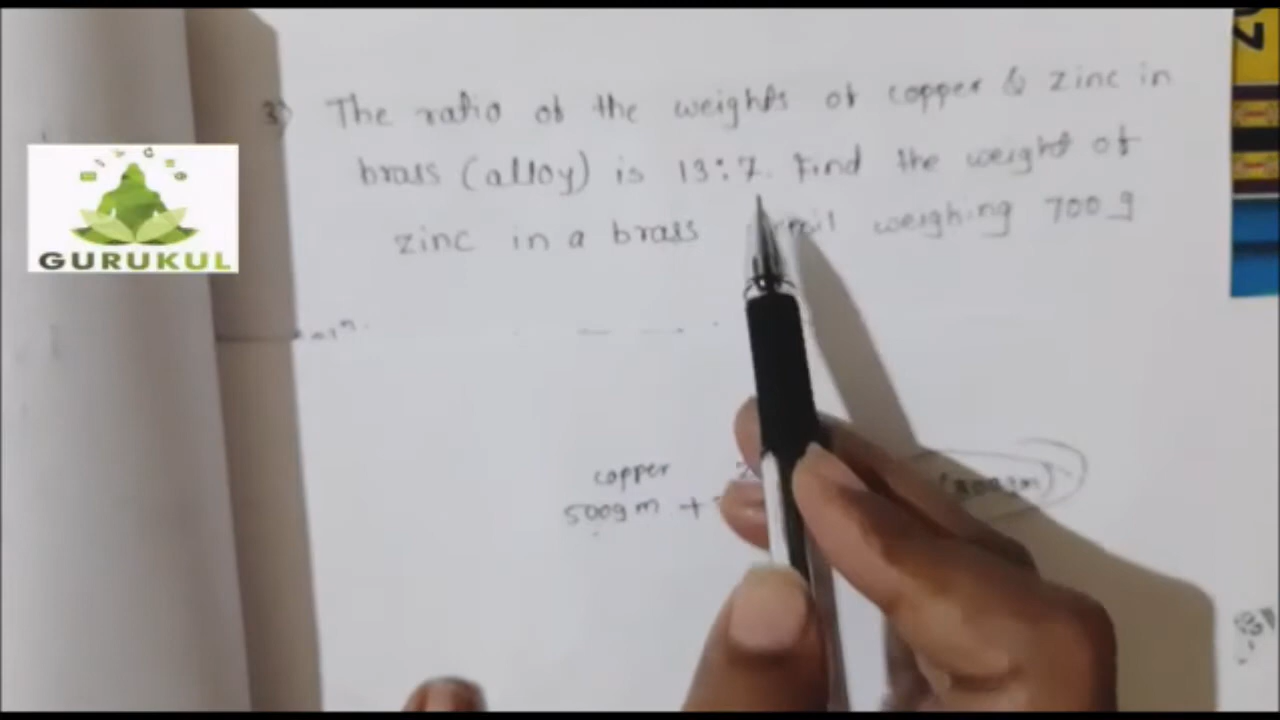 3) The ratio of the weights of copper & zinc in
brass (alloy) is 13:7. Find the weight of
zinc in a brass weighing 700g
GURUKUL
copper
500gm +